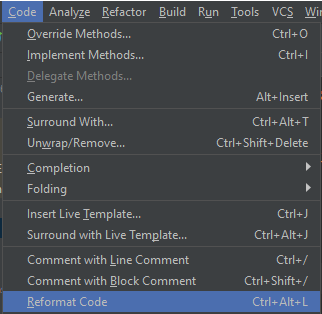 Code Analyze Refactor Build Run Tools VCS
Override Methods... Ctrl+O
Implement Methods... Ctrl+I
Delegate Methods...
Generate... Alt+Insert
Surround With... Ctrl+Alt+T
Unwrap/Remove... Ctrl+Shift+Delete
Completion
Folding
Insert Live Template... Ctrl+J
Surround with Live Template... Ctrl+Alt+J
Comment with Line Comment Ctrl+/
Comment with Block Comment Ctrl+Shift+/
Reformat Code Ctrl+Alt+L